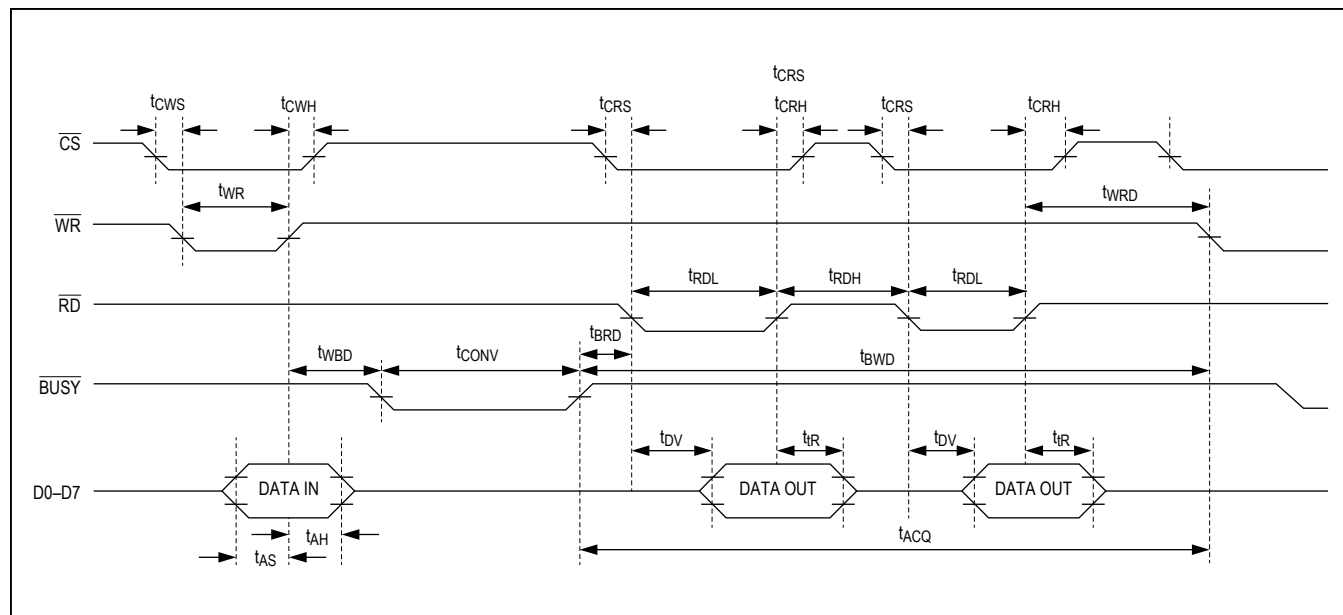 tCRS
tCWS tCWH tCRS tCRH tCRS tCRH
CS
tWR tWRD
WR
tRDL tRDH tRDL
RD
tBRD
tWBD tCONV tBWD
BUSY
tDV ttR tDV ttR
D0–D7 DATA IN DATA OUT DATA OUT
tAH
tACQ
tAS